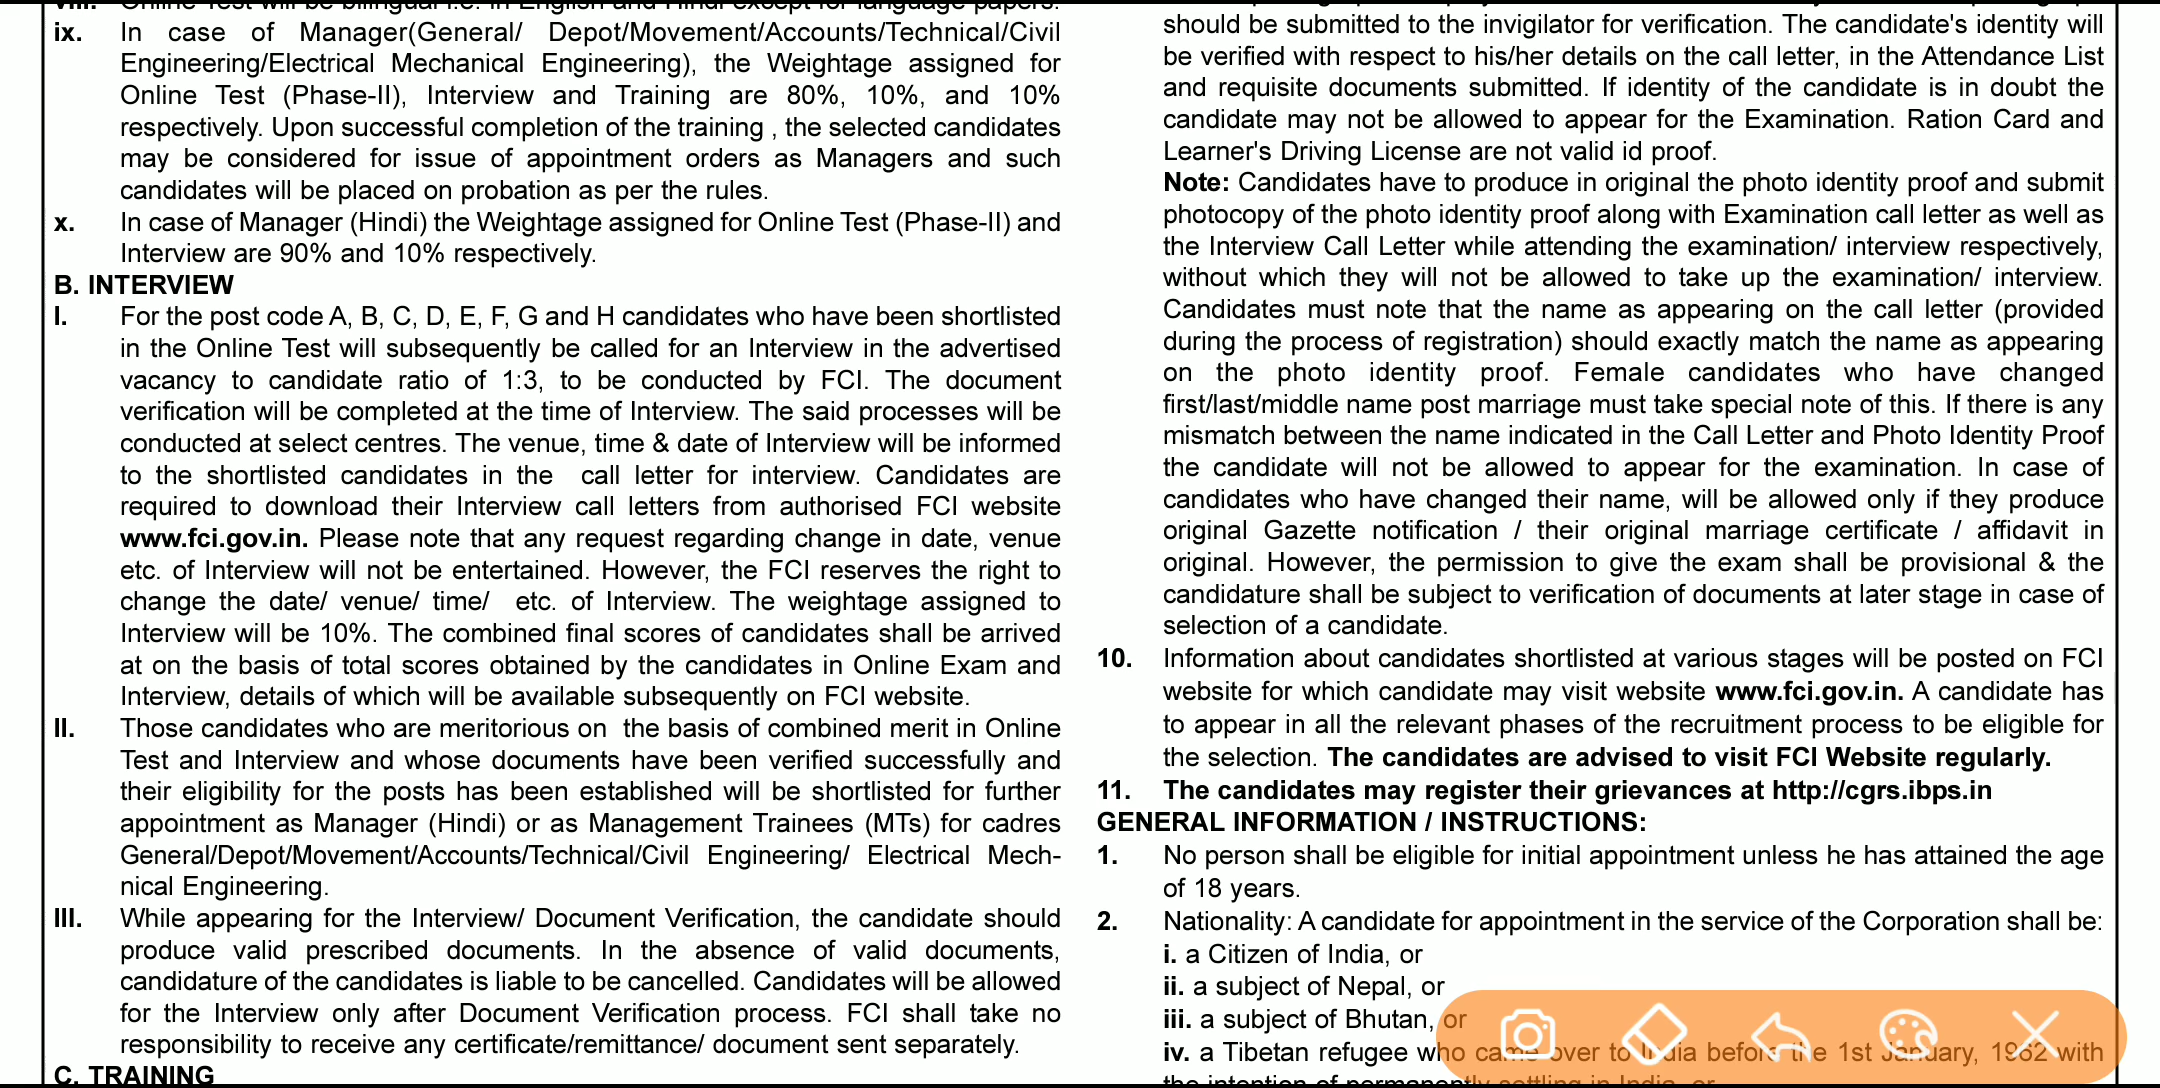 viii. Online Test will be bilingual i.e. in English and Hindi except for language papers.
ix. In case of Manager(General/ Depot/Movement/Accounts/Technical/Civil
Engineering/Electrical Mechanical Engineering), the Weightage assigned for
Online Test (Phase-II), Interview and Training are 80%, 10%, and 10%
respectively. Upon successful completion of the training , the selected candidates
may be considered for issue of appointment orders as Managers and such
candidates will be placed on probation as per the rules.
x. In case of Manager (Hindi) the Weightage assigned for Online Test (Phase-II) and
Interview are 90% and 10% respectively.
B. INTERVIEW
I. For the post code A, B, C, D, E, F, G and H candidates who have been shortlisted
in the Online Test will subsequently be called for an Interview in the advertised
vacancy to candidate ratio of 1:3, to be conducted by FCI. The document
verification will be completed at the time of Interview. The said processes will be
conducted at select centres. The venue, time & date of Interview will be informed
to the shortlisted candidates in the call letter for interview. Candidates are
required to download their Interview call letters from authorised FCI website
www.fci.gov.in. Please note that any request regarding change in date, venue
etc. of Interview will not be entertained. However, the FCI reserves the right to
change the date/ venue/ time/ etc. of Interview. The weightage assigned to
Interview will be 10%. The combined final scores of candidates shall be arrived
at on the basis of total scores obtained by the candidates in Online Exam and
Interview, details of which will be available subsequently on FCI website.
II. Those candidates who are meritorious on the basis of combined merit in Online
Test and Interview and whose documents have been verified successfully and
their eligibility for the posts has been established will be shortlisted for further
appointment as Manager (Hindi) or as Management Trainees (MTs) for cadres
General/Depot/Movement/Accounts/Technical/Civil Engineering/ Electrical Mech-
nical Engineering.
III. While appearing for the Interview/ Document Verification, the candidate should
produce valid prescribed documents. In the absence of valid documents,
candidature of the candidates is liable to be cancelled. Candidates will be allowed
for the Interview only after Document Verification process. FCI shall take no
responsibility to receive any certificate/remittance/ document sent separately.
C. TRAINING
should be submitted to the invigilator for verification. The candidate's identity will
be verified with respect to his/her details on the call letter, in the Attendance List
and requisite documents submitted. If identity of the candidate is in doubt the
candidate may not be allowed to appear for the Examination. Ration Card and
Learner's Driving License are not valid id proof.
Note: Candidates have to produce in original the photo identity proof and submit
photocopy of the photo identity proof along with Examination call letter as well as
the Interview Call Letter while attending the examination/ interview respectively,
without which they will not be allowed to take up the examination/ interview.
Candidates must note that the name as appearing on the call letter (provided
during the process of registration) should exactly match the name as appearing
on the photo identity proof. Female candidates who have changed
first/last/middle name post marriage must take special note of this. If there is any
mismatch between the name indicated in the Call Letter and Photo Identity Proof
the candidate will not be allowed to appear for the examination. In case of
candidates who have changed their name, will be allowed only if they produce
original Gazette notification / their original marriage certificate / affidavit in
original. However, the permission to give the exam shall be provisional & the
candidature shall be subject to verification of documents at later stage in case of
selection of a candidate.
10. Information about candidates shortlisted at various stages will be posted on FCI
website for which candidate may visit website www.fci.gov.in. A candidate has
to appear in all the relevant phases of the recruitment process to be eligible for
the selection. The candidates are advised to visit FCI Website regularly.
11. The candidates may register their grievances at http://cgrs.ibps.in
GENERAL INFORMATION / INSTRUCTIONS:
1. No person shall be eligible for initial appointment unless he has attained the age
of 18 years.
2. Nationality: A candidate for appointment in the service of the Corporation shall be:
i. a Citizen of India, or
ii. a subject of Nepal, or
iii. a subject of Bhutan, or
iv. a Tibetan refugee who came over to India before the 1st January, 1962 with
the intention of permanently settling in India, or